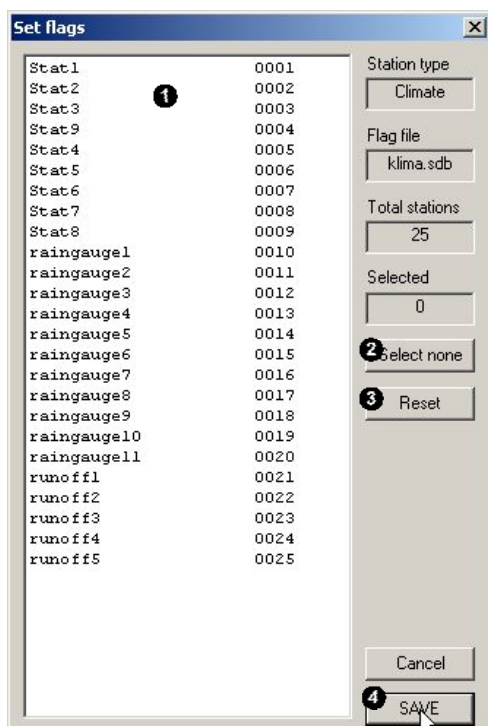 Set flags
Stat1 0001
Stat2 0002
Stat3 0003
Stat9 0004
Stat4 0005
Stat5 0006
Stat6 0007
Stat7 0008
Stat8 0009
raingauge1 0010
raingauge2 0011
raingauge3 0012
raingauge4 0013
raingauge5 0014
raingauge6 0015
raingauge7 0016
raingauge8 0017
raingauge9 0018
raingauge10 0019
raingauge11 0020
runoff1 0021
runoff2 0022
runoff3 0023
runoff4 0024
runoff5 0025
1
Station type
Climate
Flag file
klima.sdb
Total stations
25
Selected
0
2 Select none
3 Reset
Cancel
4 SAVE